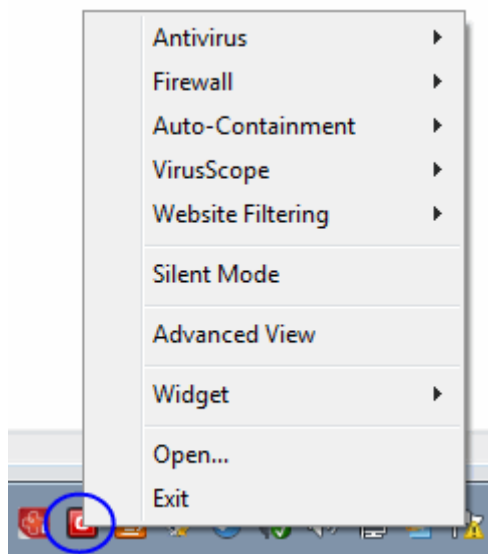 Antivirus
Firewall
Auto-Containment
VirusScope
Website Filtering
Silent Mode
Advanced View
Widget
Open...
Exit